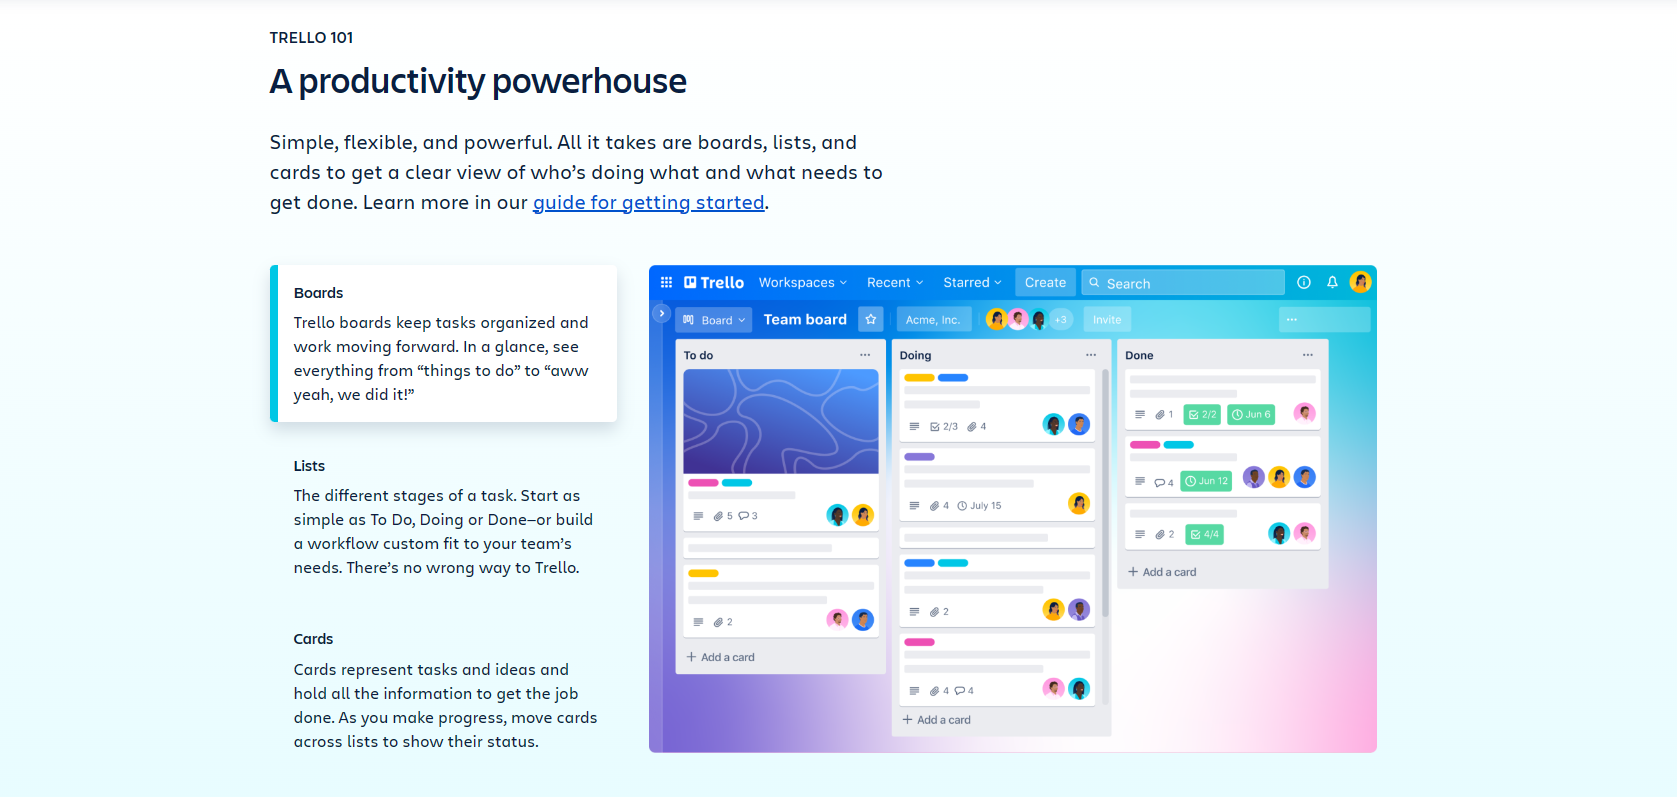 TRELLO 101
A productivity powerhouse
Simple, flexible, and powerful. All it takes are boards, lists, and
cards to get a clear view of who’s doing what and what needs to
get done. Learn more in our guide for getting started.
Boards
Trello boards keep tasks organized and
work moving forward. In a glance, see
everything from “things to do” to “aww
yeah, we did it!”
Lists
The different stages of a task. Start as
simple as To Do, Doing or Done—or build
a workflow custom fit to your team’s
needs. There’s no wrong way to Trello.
Cards
Cards represent tasks and ideas and
hold all the information to get the job
done. As you make progress, move cards
across lists to show their status.
Trello Workspaces Recent Starred Create Search
Board Team board Acme, Inc. +3 Invite
To do
5 3
2
+ Add a card
Doing
2/3 4
4 July 15
2
4 4
+ Add a card
Done
1 2/2 Jun 6
4 Jun 12
2 4/4
+ Add a card